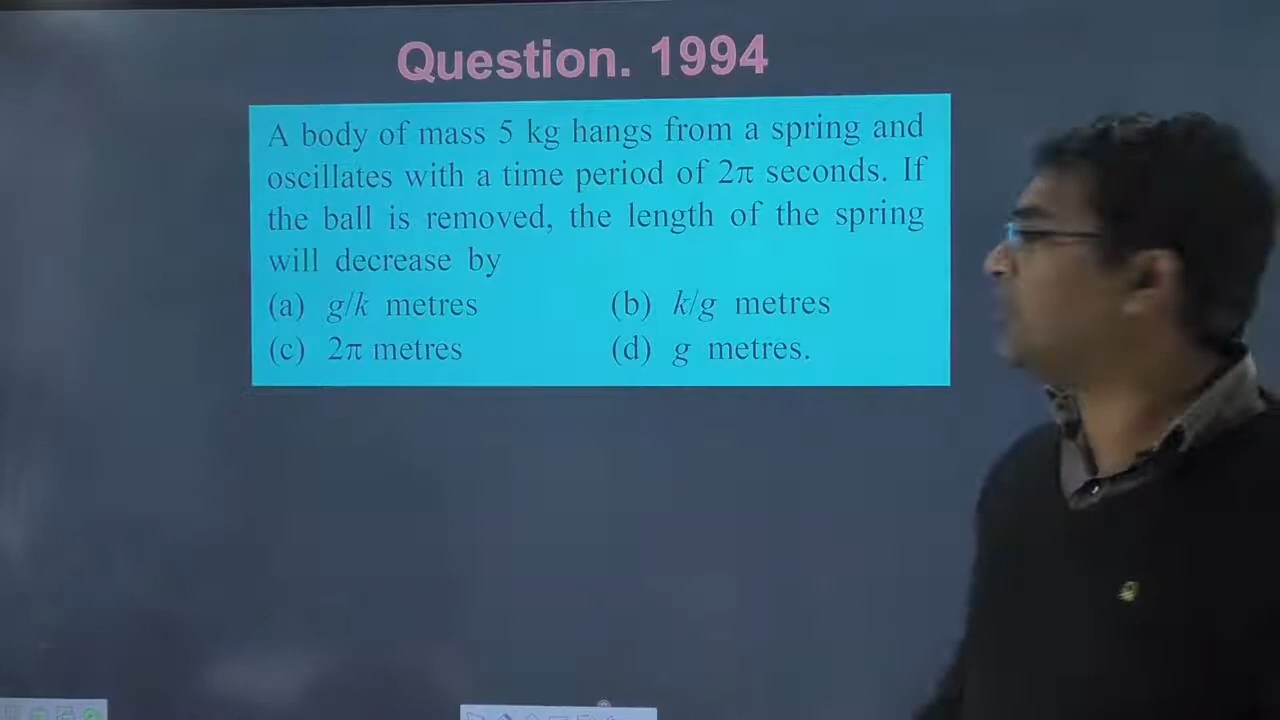 Question. 1994
A body of mass 5 kg hangs from a spring and
oscillates with a time period of 2π seconds. If
the ball is removed, the length of the spring
will decrease by
(a) g/k metres (b) k/g metres
(c) 2π metres (d) g metres.